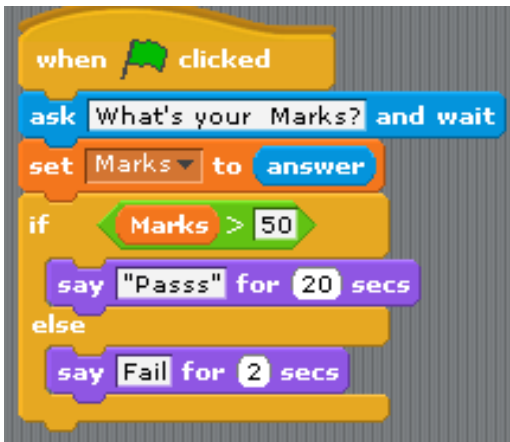 when clicked
ask What's your Marks? and wait
set Marks to answer
if Marks > 50
say "Passs" for 20 secs
else
say Fail for 2 secs